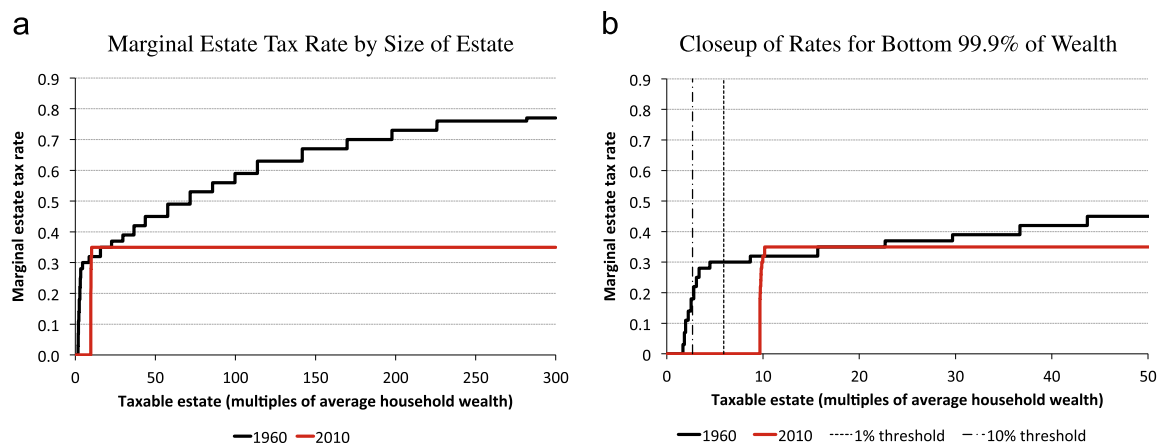 a
Marginal Estate Tax Rate by Size of Estate
Marginal estate tax rate
0.9
0.8
0.7
0.6
0.5
0.4
0.3
0.2
0.1
0.0
0 50 100 150 200 250 300
Taxable estate (multiples of average household wealth)
1960 2010
b
Closeup of Rates for Bottom 99.9% of Wealth
Marginal estate tax rate
0.9
0.8
0.7
0.6
0.5
0.4
0.3
0.2
0.1
0
0 10 20 30 40 50
Taxable estate (multiples of average household wealth)
1960 2010 1% threshold 10% threshold